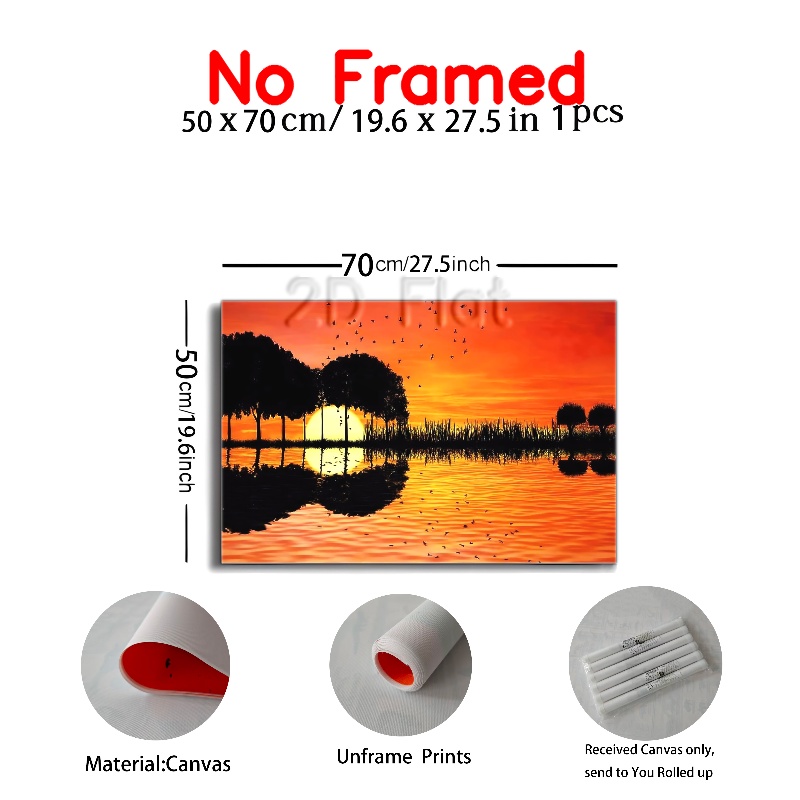 No Framed
50 x 70 cm/ 19.6 x 27.5 in 1pcs
70cm/27.5inch
2D Flat
50cm/19.6inch
Material:Canvas
Unframe Prints
Received Canvas only,
send to You Rolled up